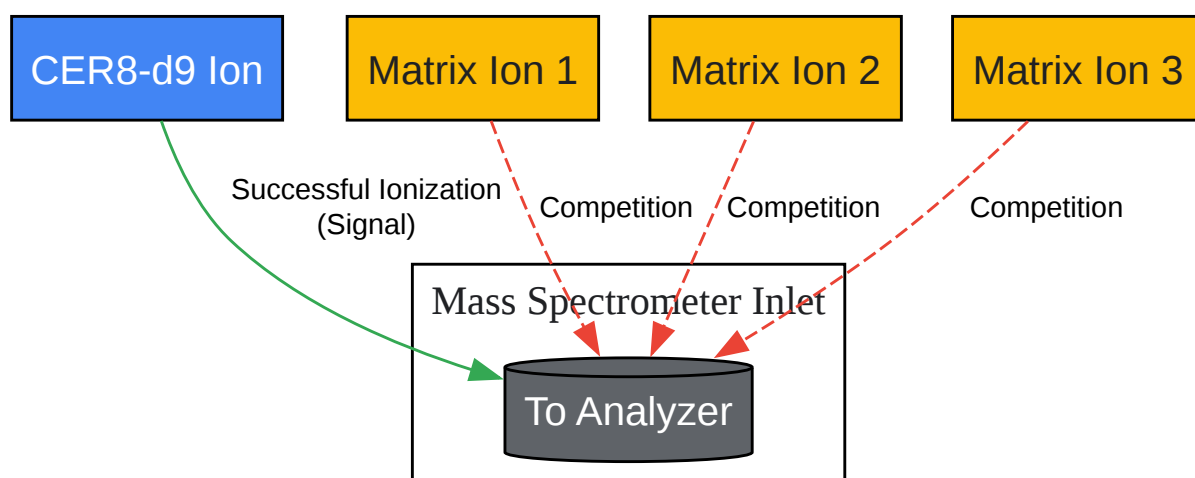 CER8-d9 Ion
Matrix Ion 1
Matrix Ion 2
Matrix Ion 3
Successful Ionization
(Signal)
Competition
Competition
Competition
Mass Spectrometer Inlet
To Analyzer